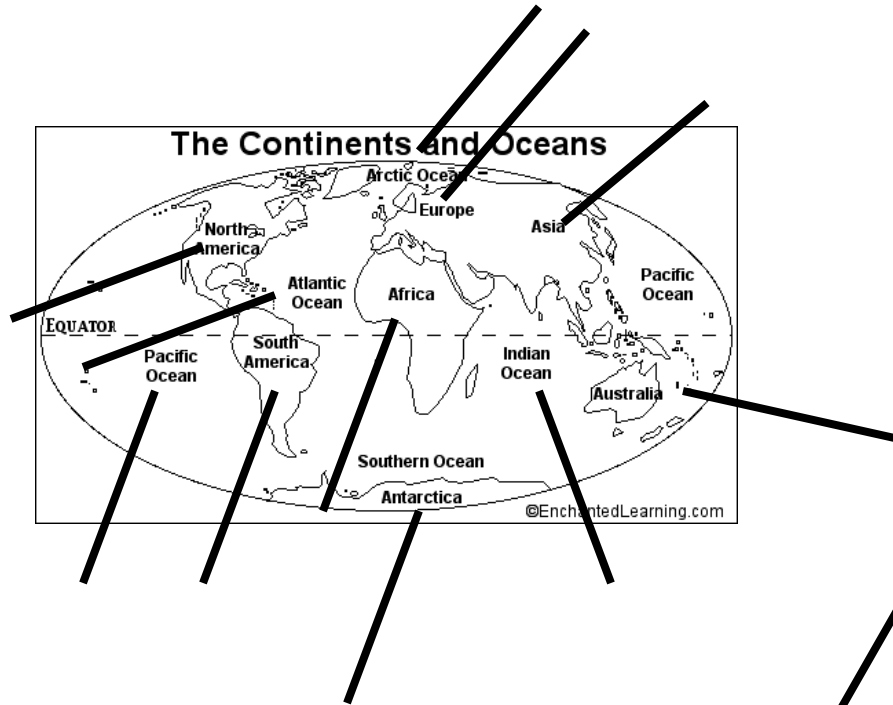 The Continents and Oceans
Arctic Ocean
Europe
North
America
Asia
Atlantic
Ocean
Africa
Pacific
Ocean
EQUATOR
Pacific
Ocean
South
America
Indian
Ocean
Australia
Southern Ocean
Antarctica
©EnchantedLearning.com